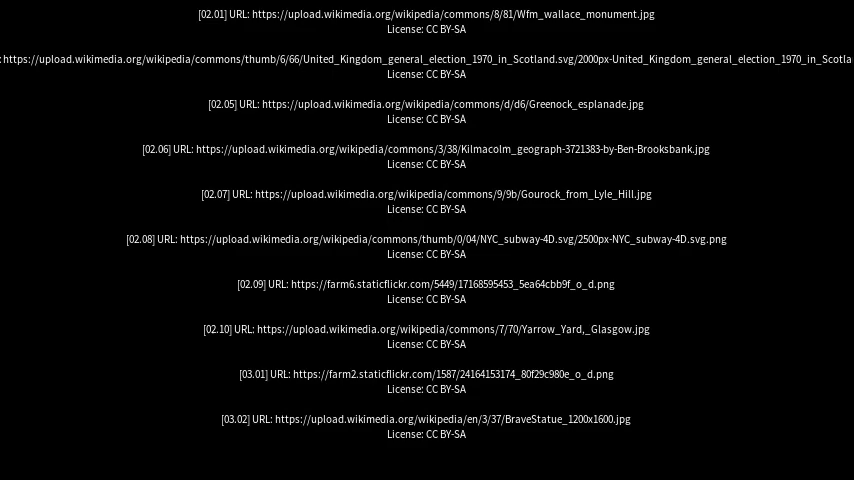 [02.01] URL: https://upload.wikimedia.org/wikipedia/commons/8/81/Wfm_wallace_monument.jpg
License: CC BY-SA
: https://upload.wikimedia.org/wikipedia/commons/thumb/6/66/United_Kingdom_general_election_1970_in_Scotland.svg/2000px-United_Kingdom_general_election_1970_in_Scotla
License: CC BY-SA
[02.05] URL: https://upload.wikimedia.org/wikipedia/commons/d/d6/Greenock_esplanade.jpg
License: CC BY-SA
[02.06] URL: https://upload.wikimedia.org/wikipedia/commons/3/38/Kilmacolm_geograph-3721383-by-Ben-Brooksbank.jpg
License: CC BY-SA
[02.07] URL: https://upload.wikimedia.org/wikipedia/commons/9/9b/Gourock_from_Lyle_Hill.jpg
License: CC BY-SA
[02.08] URL: https://upload.wikimedia.org/wikipedia/commons/thumb/0/04/NYC_subway-4D.svg/2500px-NYC_subway-4D.svg.png
License: CC BY-SA
[02.09] URL: https://farm6.staticflickr.com/5449/17168595453_5ea64cbb9f_o_d.png
License: CC BY-SA
[02.10] URL: https://upload.wikimedia.org/wikipedia/commons/7/70/Yarrow_Yard,_Glasgow.jpg
License: CC BY-SA
[03.01] URL: https://farm2.staticflickr.com/1587/24164153174_80f29c980e_o_d.png
License: CC BY-SA
[03.02] URL: https://upload.wikimedia.org/wikipedia/en/3/37/BraveStatue_1200x1600.jpg
License: CC BY-SA